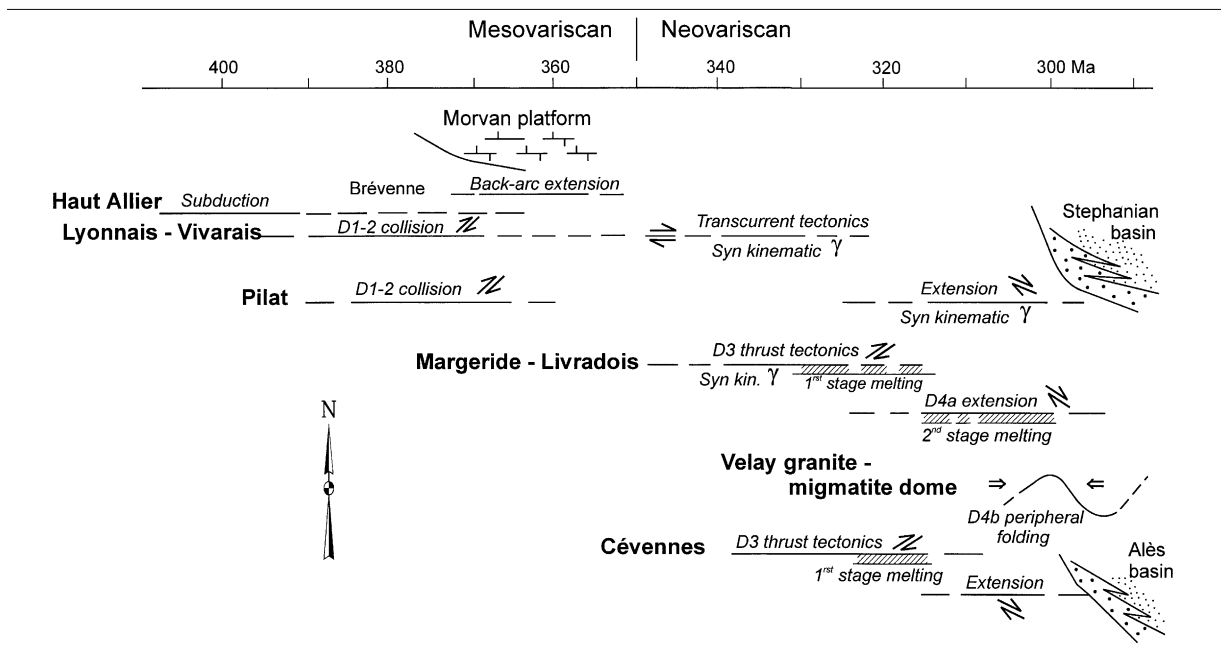 Mesovariscan
Neovariscan
400
380
360
340
320
300 Ma
Morvan platform
Haut Allier
Subduction
Brévenne
Back-arc extension
Lyonnais - Vivarais
D1-2 collision
Transcurrent tectonics
Syn kinematic γ
Stephanian
basin
Pilat
D1-2 collision
Extension
Syn kinematic γ
Margeride - Livradois
D3 thrust tectonics
Syn kin. γ
1rst stage melting
D4a extension
2nd stage melting
Velay granite -
migmatite dome
D4b peripheral
folding
N
Cévennes
D3 thrust tectonics
1rst stage melting
Extension
Alès
basin